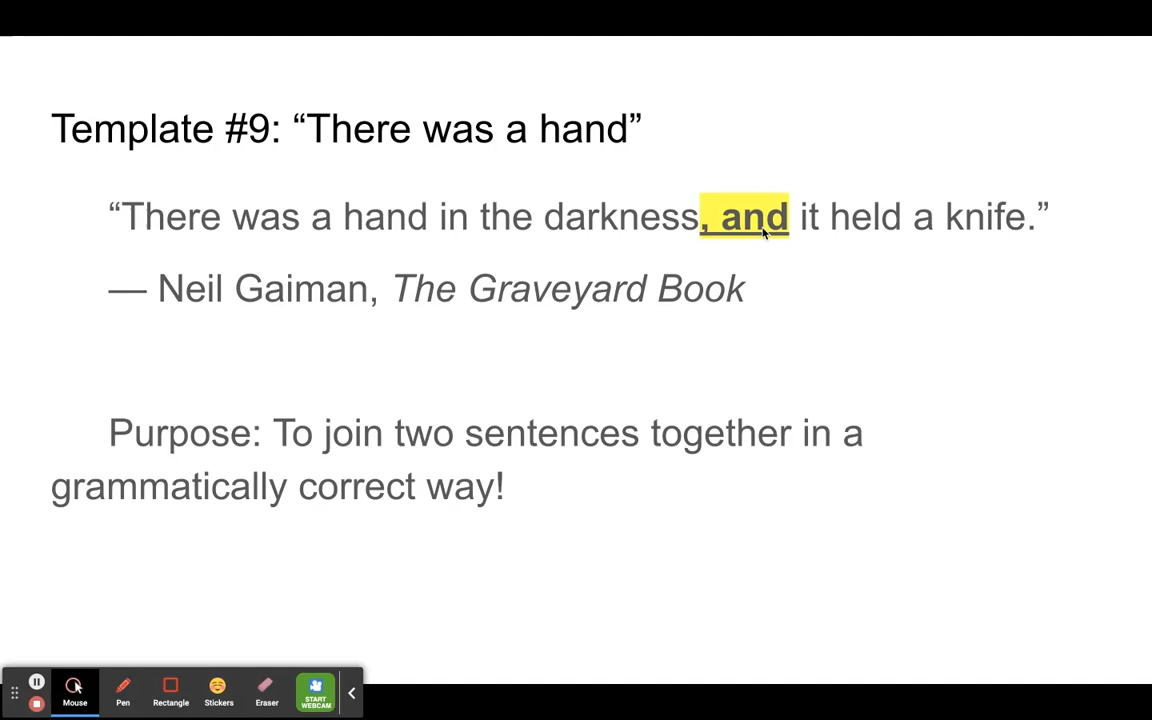 Template #9: “There was a hand”
“There was a hand in the darkness, and it held a knife.”
— Neil Gaiman, The Graveyard Book
Purpose: To join two sentences together in a
grammatically correct way!
Mouse
Pen
Rectangle
Stickers
Eraser
START
WEBCAM